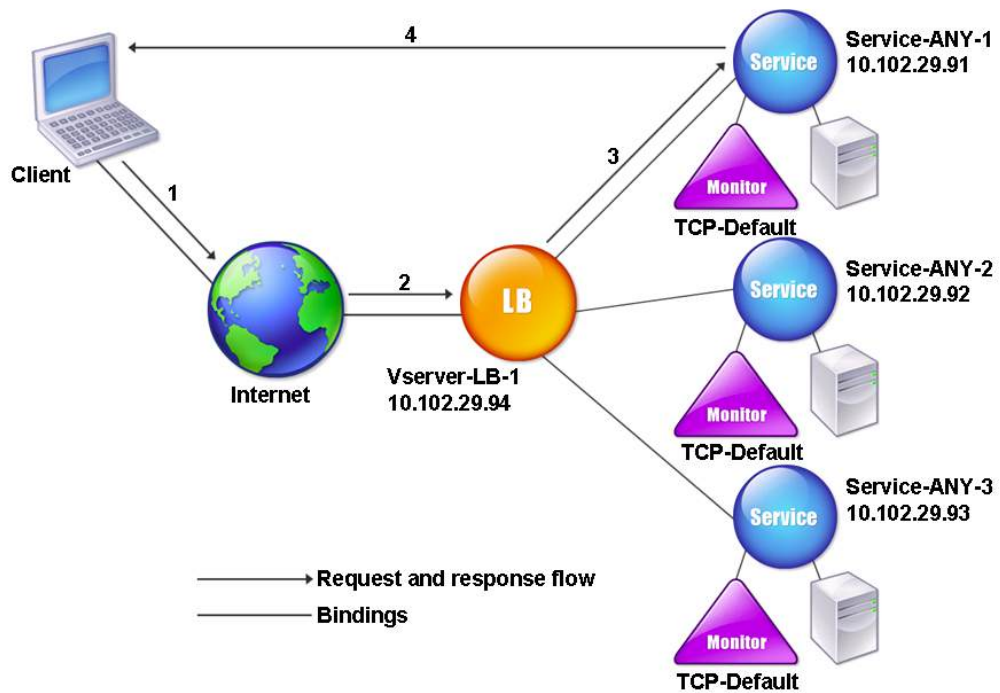 4
Service
Service-ANY-1
10.102.29.91
Client
1
3
Monitor
TCP-Default
2
LB
Service
Service-ANY-2
10.102.29.92
Internet
Vserver-LB-1
10.102.29.94
Monitor
TCP-Default
Service
Service-ANY-3
10.102.29.93
Request and response flow
Bindings
Monitor
TCP-Default